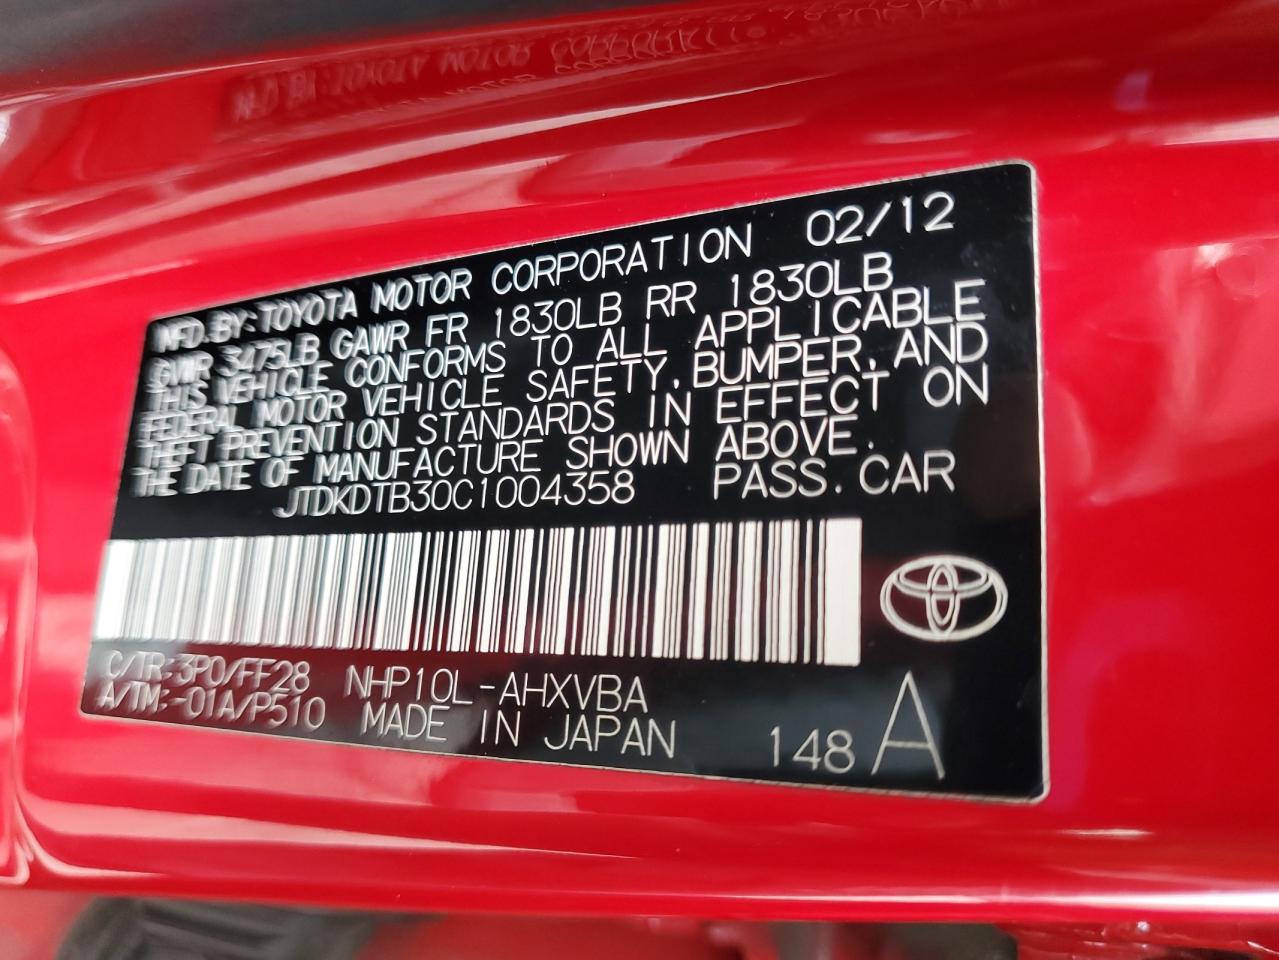 MFD.BY:TOYOTA MOTOR CORPORATION 02/12
GVWR 3475LB GAWR FR 1830LB RR 1830LB
THIS VEHICLE CONFORMS TO ALL APPLICABLE
FEDERAL MOTOR VEHICLE SAFETY,BUMPER,AND
THEFT PREVENTION STANDARDS IN EFFECT ON
THE DATE OF MANUFACTURE SHOWN ABOVE.
JTDKDTB30C1004358 PASS.CAR
C/TR:3P0/FF28 NHP10L-AHXVBA
A/TM:-01A/P510 MADE IN JAPAN 148 A